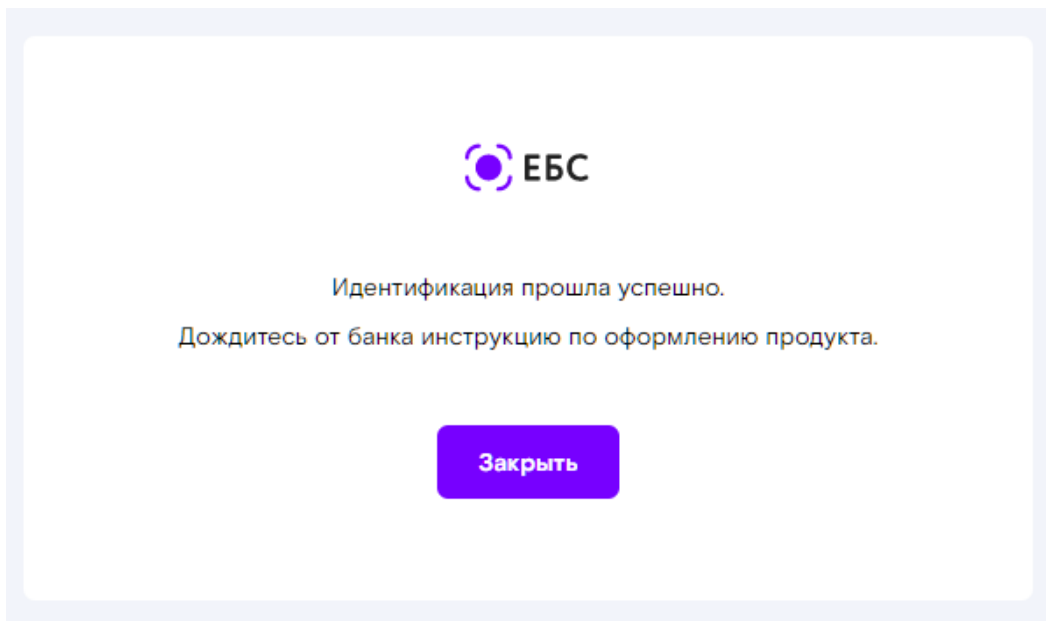 ЕБС
Идентификация прошла успешно.
Дождитесь от банка инструкцию по оформлению продукта.
Закрыть